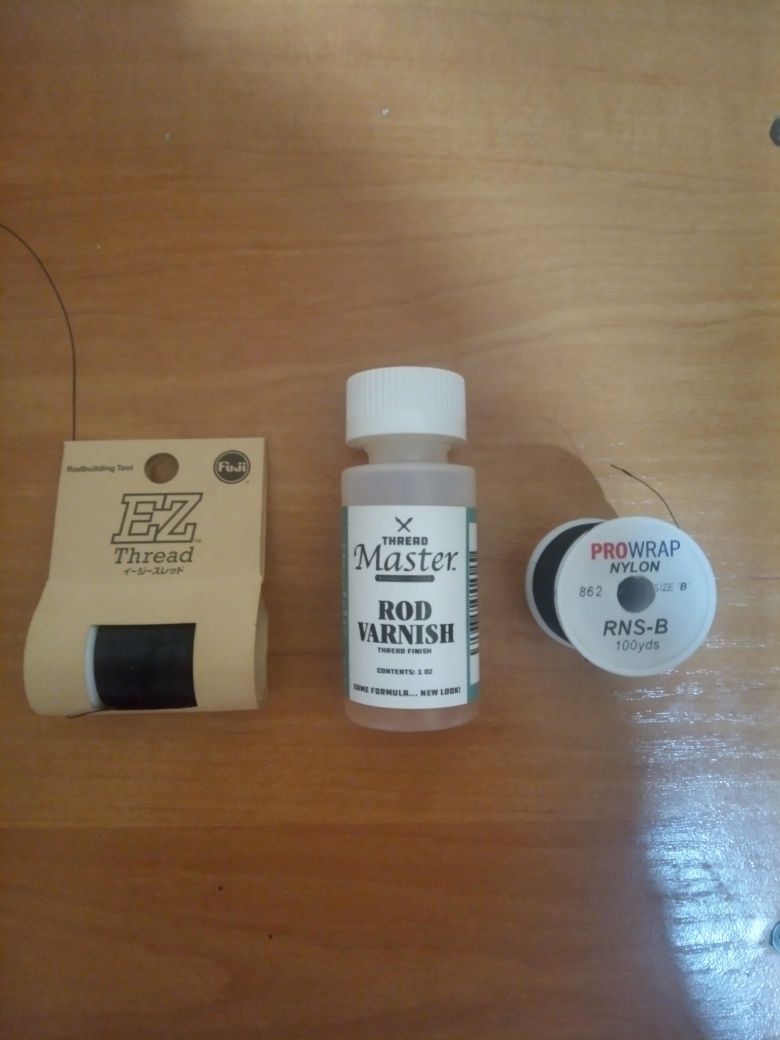 Rodbuilding Tool
Fuji
EZ™
Thread
イージースレッド
THREAD
Master.
ROD
VARNISH
THREAD FINISH
CONTENTS: 1 OZ
SAME FORMULA... NEW LOOK!
PROWRAP
NYLON
862 SIZE "B"
RNS-B
100yds